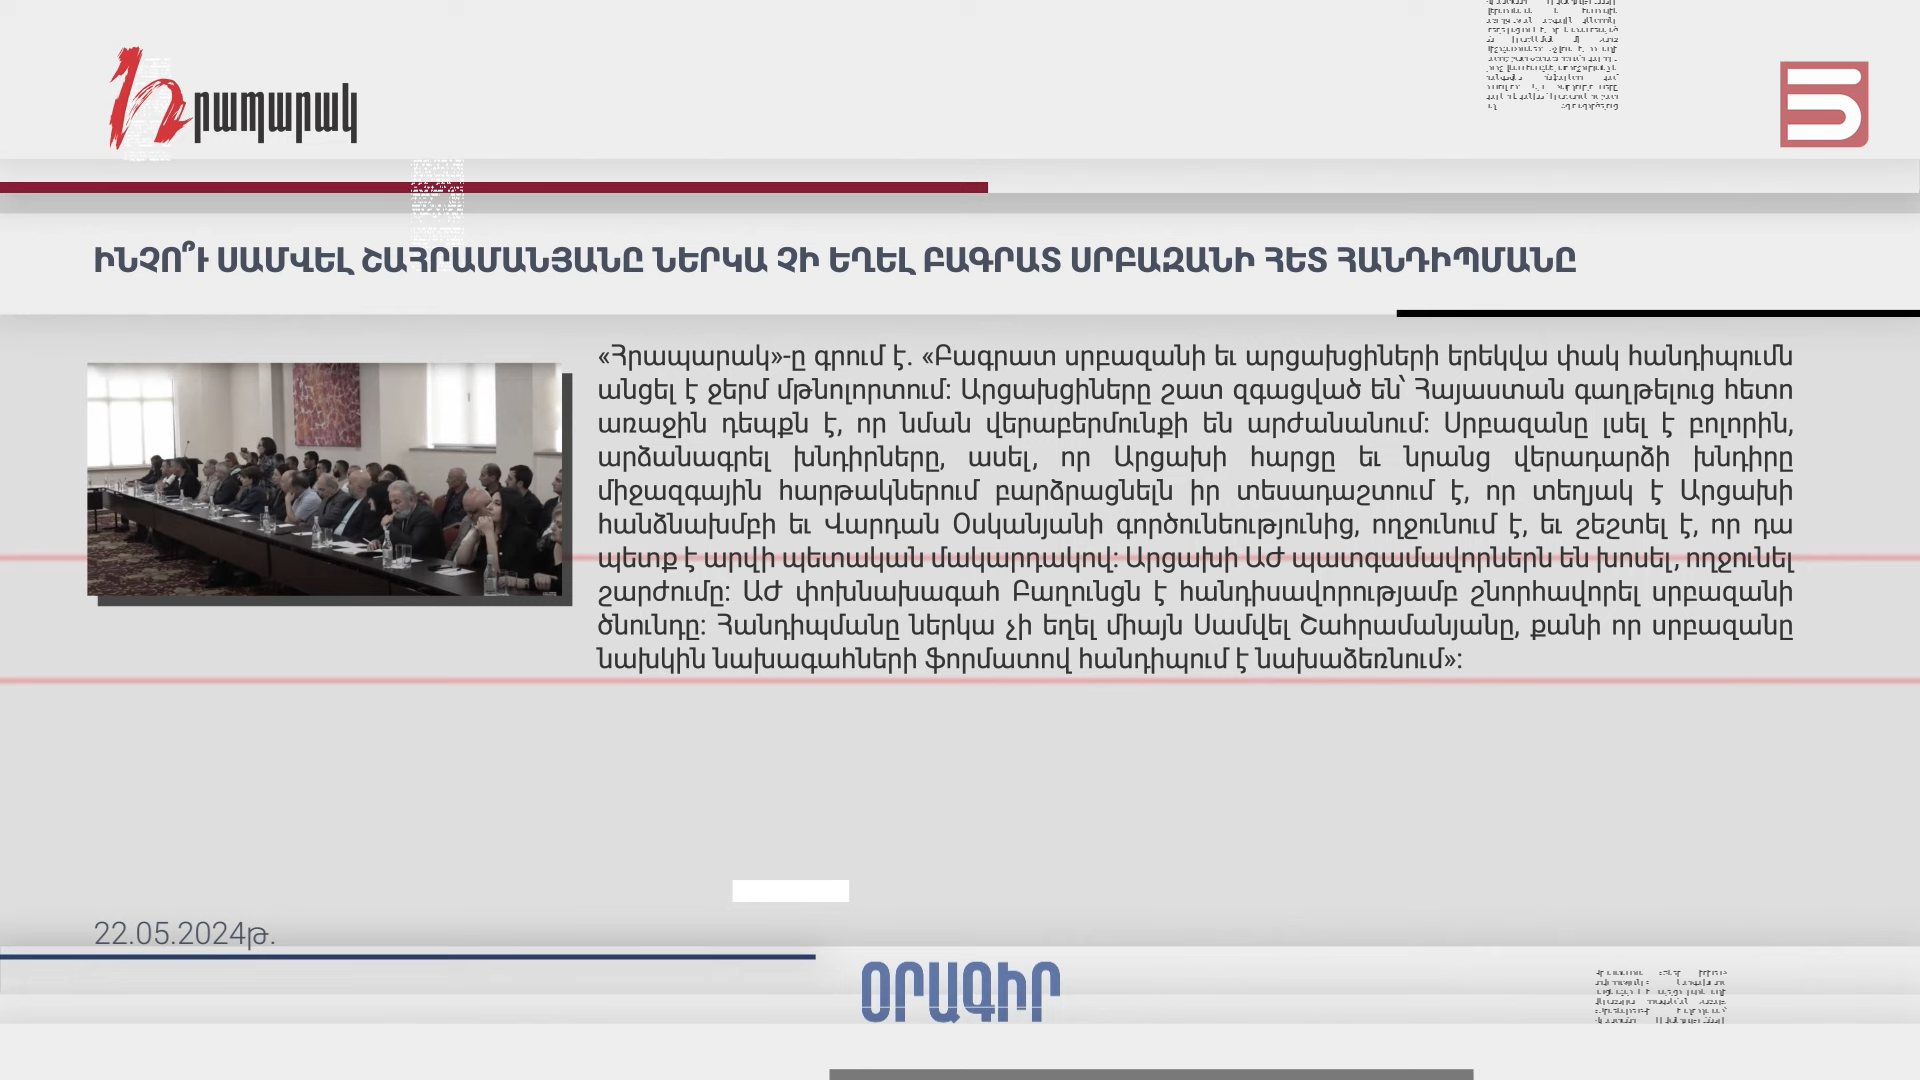 Հրապարակ
ԻՆՉՈ՞Ւ ՍԱՄՎԵԼ ՇԱՀՐԱՄԱՆՅԱՆԸ ՆԵՐԿԱ ՉԻ ԵՂԵԼ ԲԱԳՐԱՏ ՍՐԲԱԶԱՆԻ ՀԵՏ ՀԱՆԴԻՊՄԱՆԸ
«Հրապարակ»-ը գրում է. «Բագրատ սրբազանի եւ արցախցիների երեկվա փակ հանդիպումն
անցել է ջերմ մթնոլորտում: Արցախցիները շատ զգացված են՝ Հայաստան գաղթելուց հետո
առաջին դեպքն է, որ նման վերաբերմունքի են արժանանում: Սրբազանը լսել է բոլորին,
արձանագրել խնդիրները, ասել, որ Արցախի հարցը եւ նրանց վերադարձի խնդիրը
միջազգային հարթակներում բարձրացնելն իր տեսադաշտում է, որ տեղյակ է Արցախի
հանձնախմբի եւ Վարդան Օսկանյանի գործունեությունից, ողջունում է, եւ շեշտել է, որ դա
պետք է արվի պետական մակարդակով: Արցախի ԱԺ պատգամավորներն են խոսել, ողջունել
շարժումը: ԱԺ փոխնախագահ Բաղունցն է հանդիսավորությամբ շնորհավորել սրբազանի
ծնունդը: Հանդիպմանը ներկա չի եղել միայն Սամվել Շահրամանյանը, քանի որ սրբազանը
նախկին նախագահների ֆորմատով հանդիպում է նախաձեռնում»:
22.05.2024թ.
ՕՐԱԳԻՐ